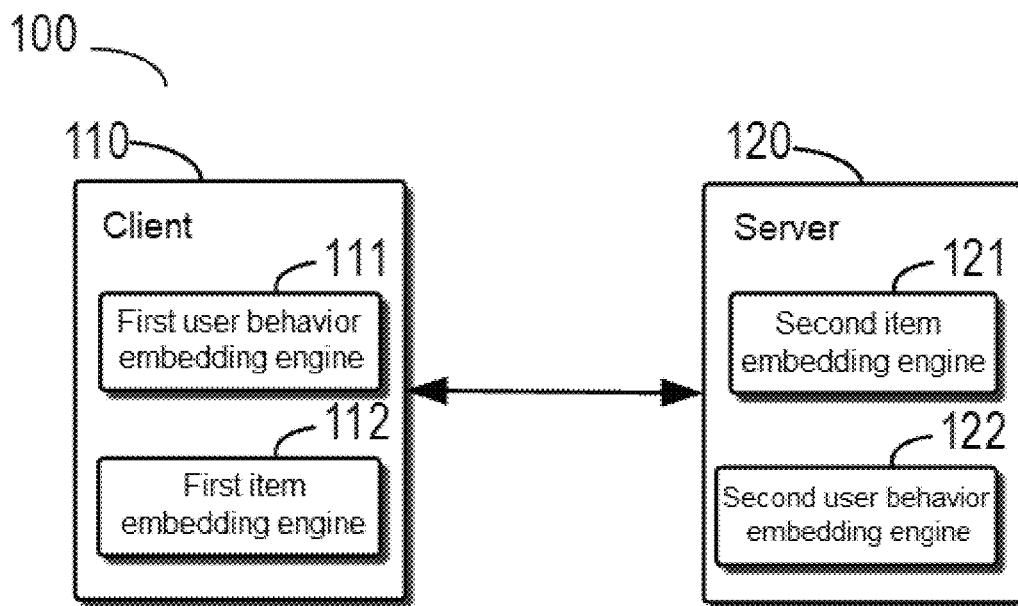 100
110
120
Client
Server
111
121
First user behavior
embedding engine
Second item
embedding engine
112
122
First item
embedding engine
Second user behavior
embedding engine